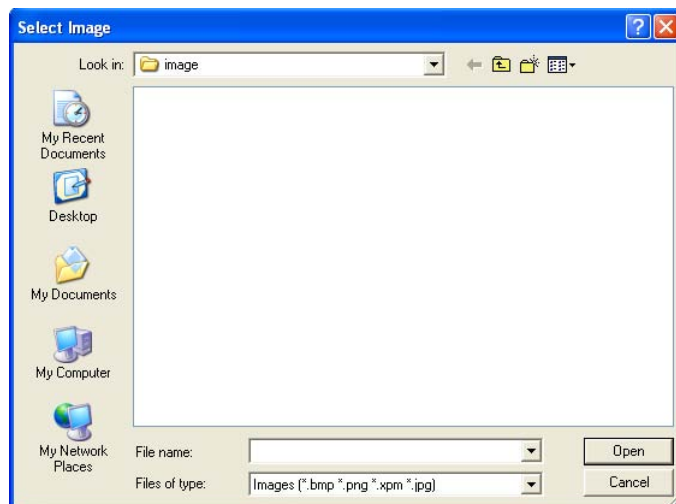 Select Image
Look in:
image
My Recent
Documents
Desktop
My Documents
My Computer
My Network
Places
File name:
Open
Files of type:
Images (*.bmp *.png *.xpm *.jpg)
Cancel